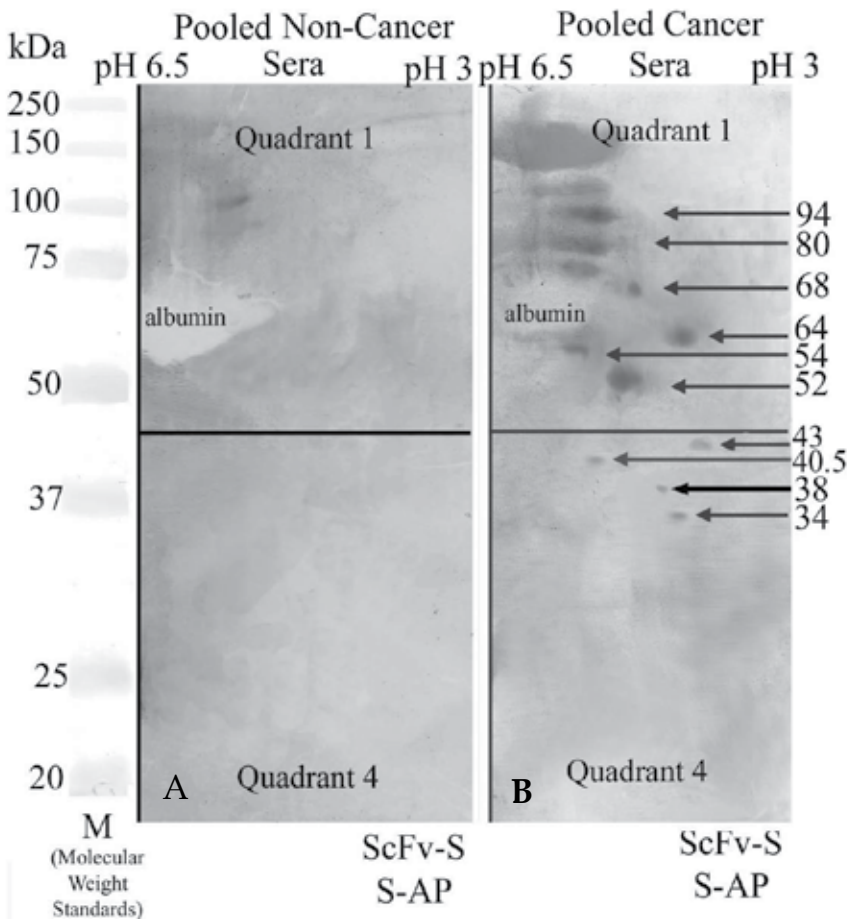 kDa
Pooled Non-Cancer
Sera
pH 6.5
pH 3
250
150
100
75
50
37
25
20
M
(Molecular
Weight
Standards)
Quadrant 1
albumin
A
Quadrant 4
ScFv-S
S-AP
Pooled Cancer
Sera
pH 6.5
pH 3
Quadrant 1
albumin
94
80
68
64
54
52
43
40.5
38
34
B
Quadrant 4
ScFv-S
S-AP